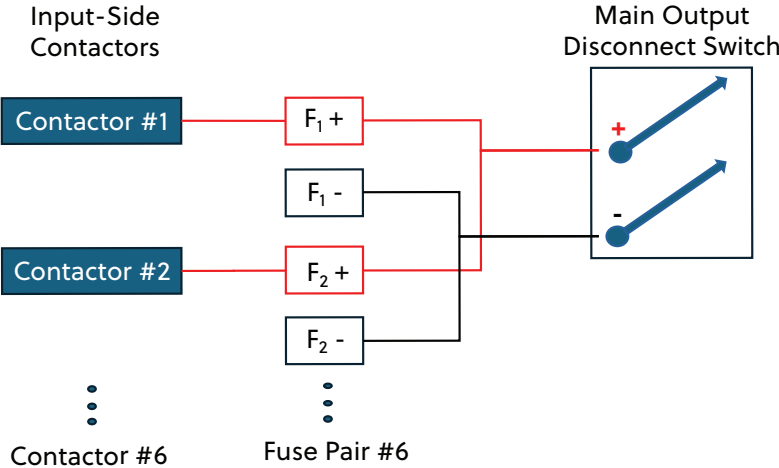 Input-Side
Contactors
Main Output
Disconnect Switch
Contactor #1
F₁ +
+
F₁ -
-
Contactor #2
F₂ +
F₂ -
Contactor #6
Fuse Pair #6